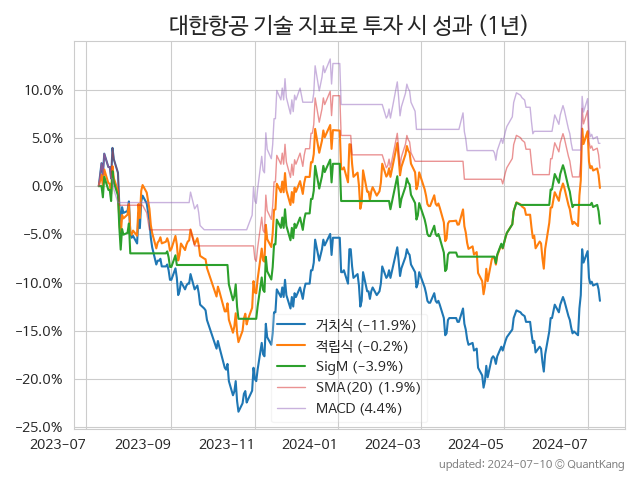 대한항공 기술 지표로 투자 시 성과 (1년)
10.0%
5.0%
0.0%
−5.0%
−10.0%
−15.0%
−20.0%
−25.0%
거치식 (−11.9%)
적립식 (−0.2%)
SigM (−3.9%)
SMA(20) (1.9%)
MACD (4.4%)
2023-07 2023-09 2023-11 2024-01 2024-03 2024-05 2024-07
updated: 2024-07-10 © QuantKang